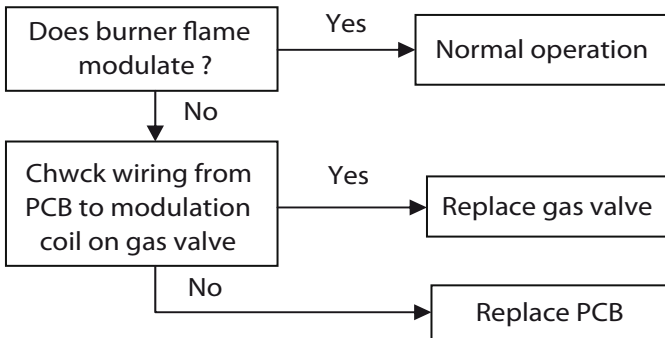 Does burner flame
modulate ?
Yes
Normal operation
No
Chwck wiring from
PCB to modulation
coil on gas valve
Yes
Replace gas valve
No
Replace PCB